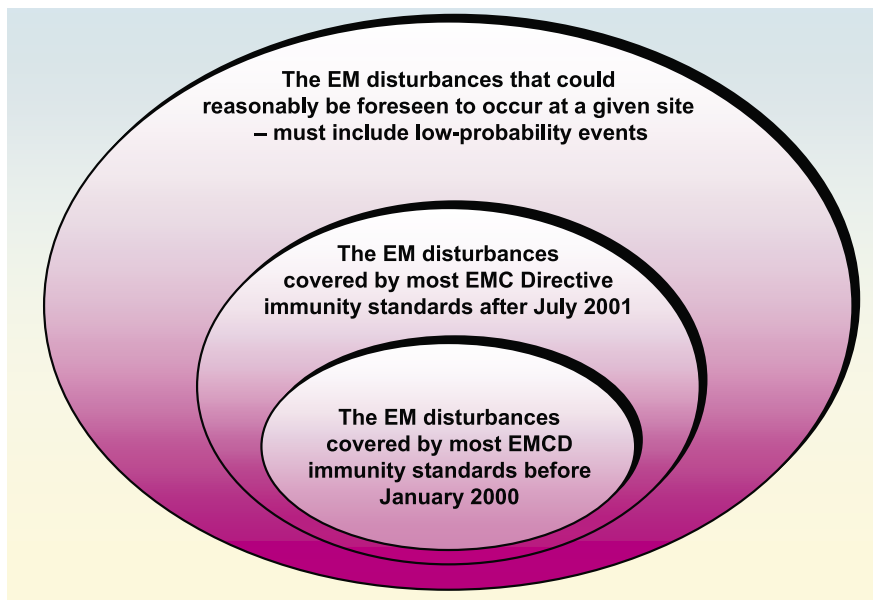 The EM disturbances that could
reasonably be foreseen to occur at a given site
– must include low-probability events
The EM disturbances
covered by most EMC Directive
immunity standards after July 2001
The EM disturbances
covered by most EMCD
immunity standards before
January 2000